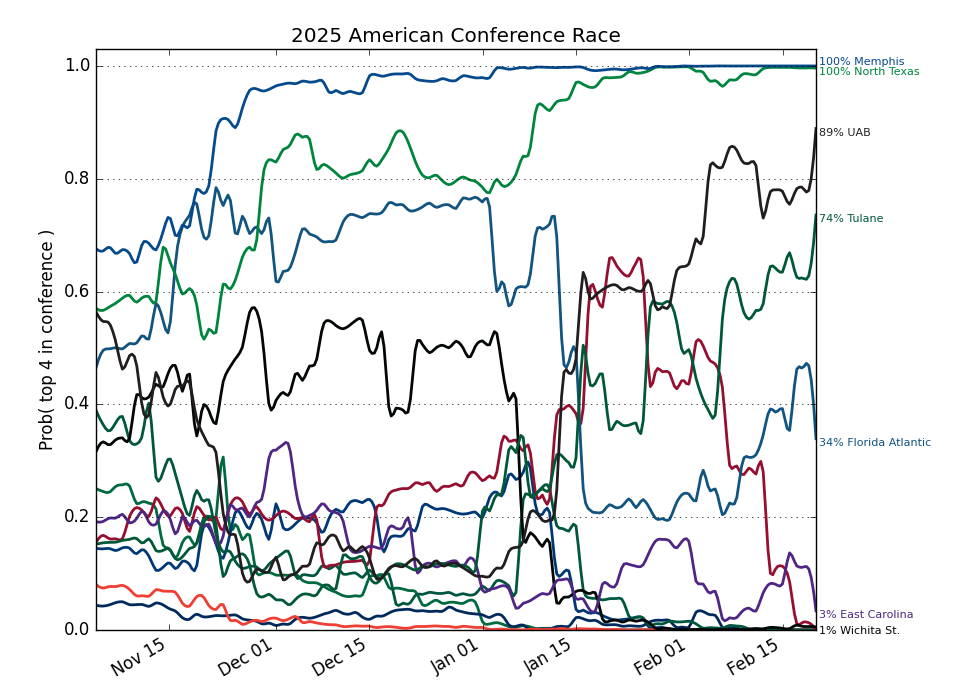 2025 American Conference Race
Prob( top 4 in conference )
1.0
0.8
0.6
0.4
0.2
0.0
Nov 15
Dec 01
Dec 15
Jan 01
Jan 15
Feb 01
Feb 15
100% Memphis
100% North Texas
89% UAB
74% Tulane
34% Florida Atlantic
3% East Carolina
1% Wichita St.